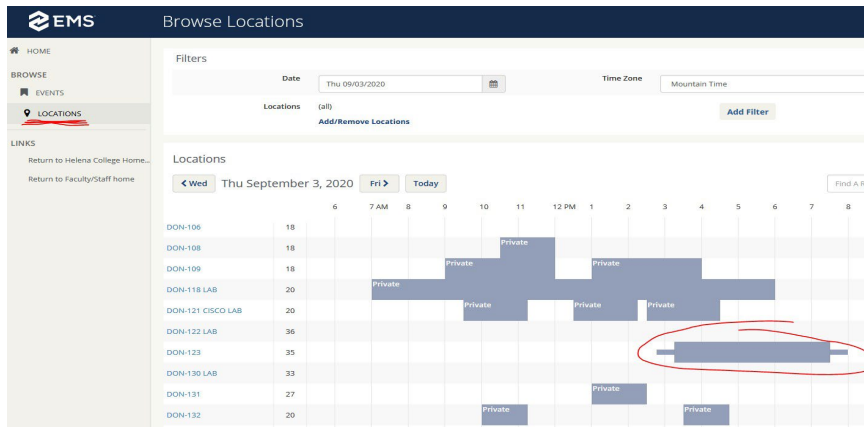 EMS
Browse Locations
HOME
BROWSE
EVENTS
LOCATIONS
LINKS
Return to Helena College Home...
Return to Faculty/Staff home
Filters
Date
Thu 09/03/2020
Time Zone
Mountain Time
Locations
(all)
Add/Remove Locations
Add Filter
Locations
Wed
Thu September 3, 2020
Fri
Today
Find A R
6 7 AM 8 9 10 11 12 PM 1 2 3 4 5 6 7 8
DON-106 18
DON-108 18 Private
DON-109 18 Private Private
DON-118 LAB 20 Private
DON-121 CISCO LAB 20 Private Private Private
DON-122 LAB 36
DON-123 35
DON-130 LAB 33
DON-131 27 Private
DON-132 20 Private Private